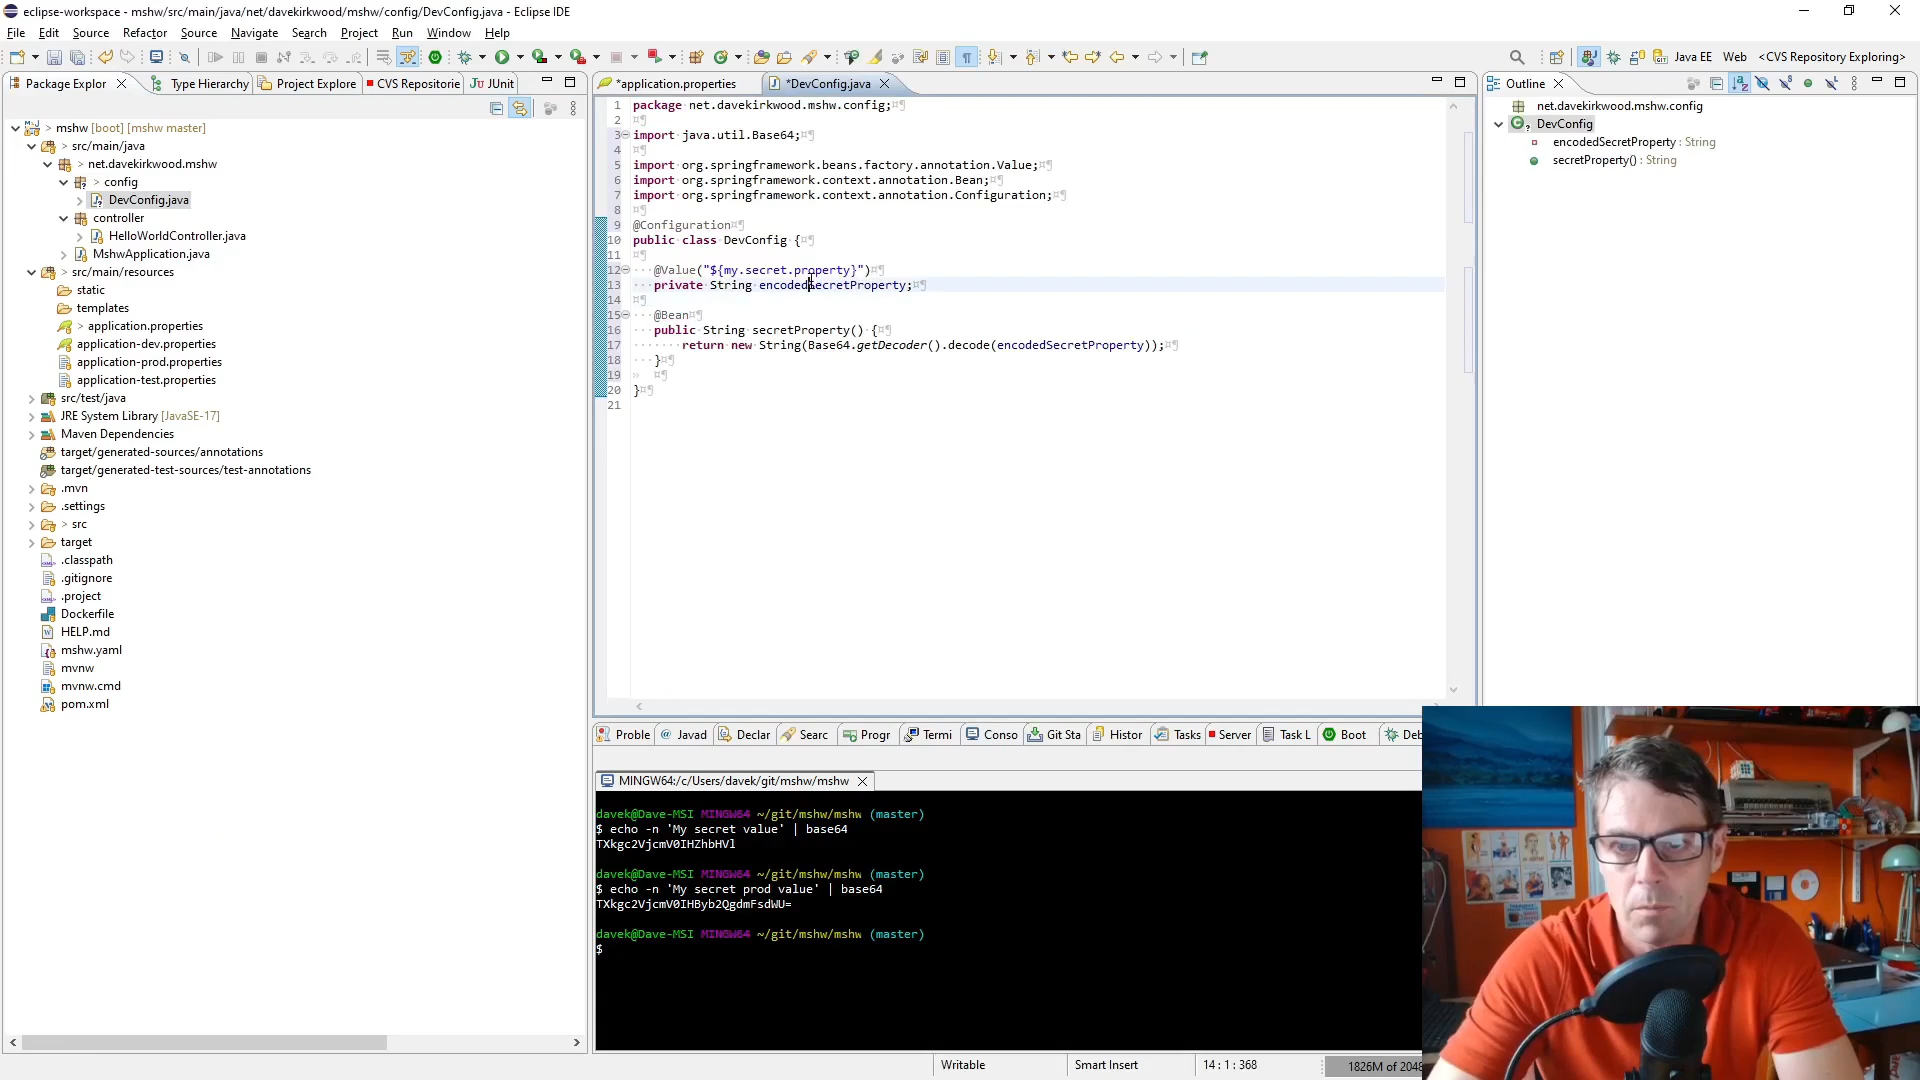 eclipse-workspace - mshw/src/main/java/net/davekirkwood/mshw/config/DevConfig.java - Eclipse IDE
File Edit Source Refactor Source Navigate Search Project Run Window Help
Java EE Web <CVS Repository Exploring>
Package Explor Type Hierarchy Project Explore CVS Repositorie JUnit
*application.properties *DevConfig.java
Outline
> mshw [boot] [mshw master]
> src/main/java
> net.davekirkwood.mshw
> config
DevConfig.java
controller
HelloWorldController.java
MshwApplication.java
> src/main/resources
static
templates
> application.properties
application-dev.properties
application-prod.properties
application-test.properties
src/test/java
JRE System Library [JavaSE-17]
Maven Dependencies
target/generated-sources/annotations
target/generated-test-sources/test-annotations
.mvn
.settings
> src
target
.classpath
.gitignore
.project
Dockerfile
HELP.md
mshw.yaml
mvnw
mvnw.cmd
pom.xml
1 package net.davekirkwood.mshw.config;
2
3 import java.util.Base64;
4
5 import org.springframework.beans.factory.annotation.Value;
6 import org.springframework.context.annotation.Bean;
7 import org.springframework.context.annotation.Configuration;
8
9 @Configuration
10 public class DevConfig {
11
12 @Value("${my.secret.property}")
13 private String encodedSecretProperty;
14
15 @Bean
16 public String secretProperty() {
17 return new String(Base64.getDecoder().decode(encodedSecretProperty));
18 }
19
20 }
21
net.davekirkwood.mshw.config
DevConfig
encodedSecretProperty : String
secretProperty() : String
Proble Javad Declar Searc Progr Termi Conso Git Sta Histor Tasks Server Task L Boot Deb
MINGW64:/c/Users/davek/git/mshw/mshw
davek@Dave-MSI MINGW64 ~/git/mshw/mshw (master)
$ echo -n 'My secret value' | base64
TXkgc2VjcmV0IHZhbHVl
davek@Dave-MSI MINGW64 ~/git/mshw/mshw (master)
$ echo -n 'My secret prod value' | base64
TXkgc2VjcmV0IHByb2QgdmFsdWU=
davek@Dave-MSI MINGW64 ~/git/mshw/mshw (master)
$
Writable Smart Insert 14 : 1 : 368 1826M of 2048